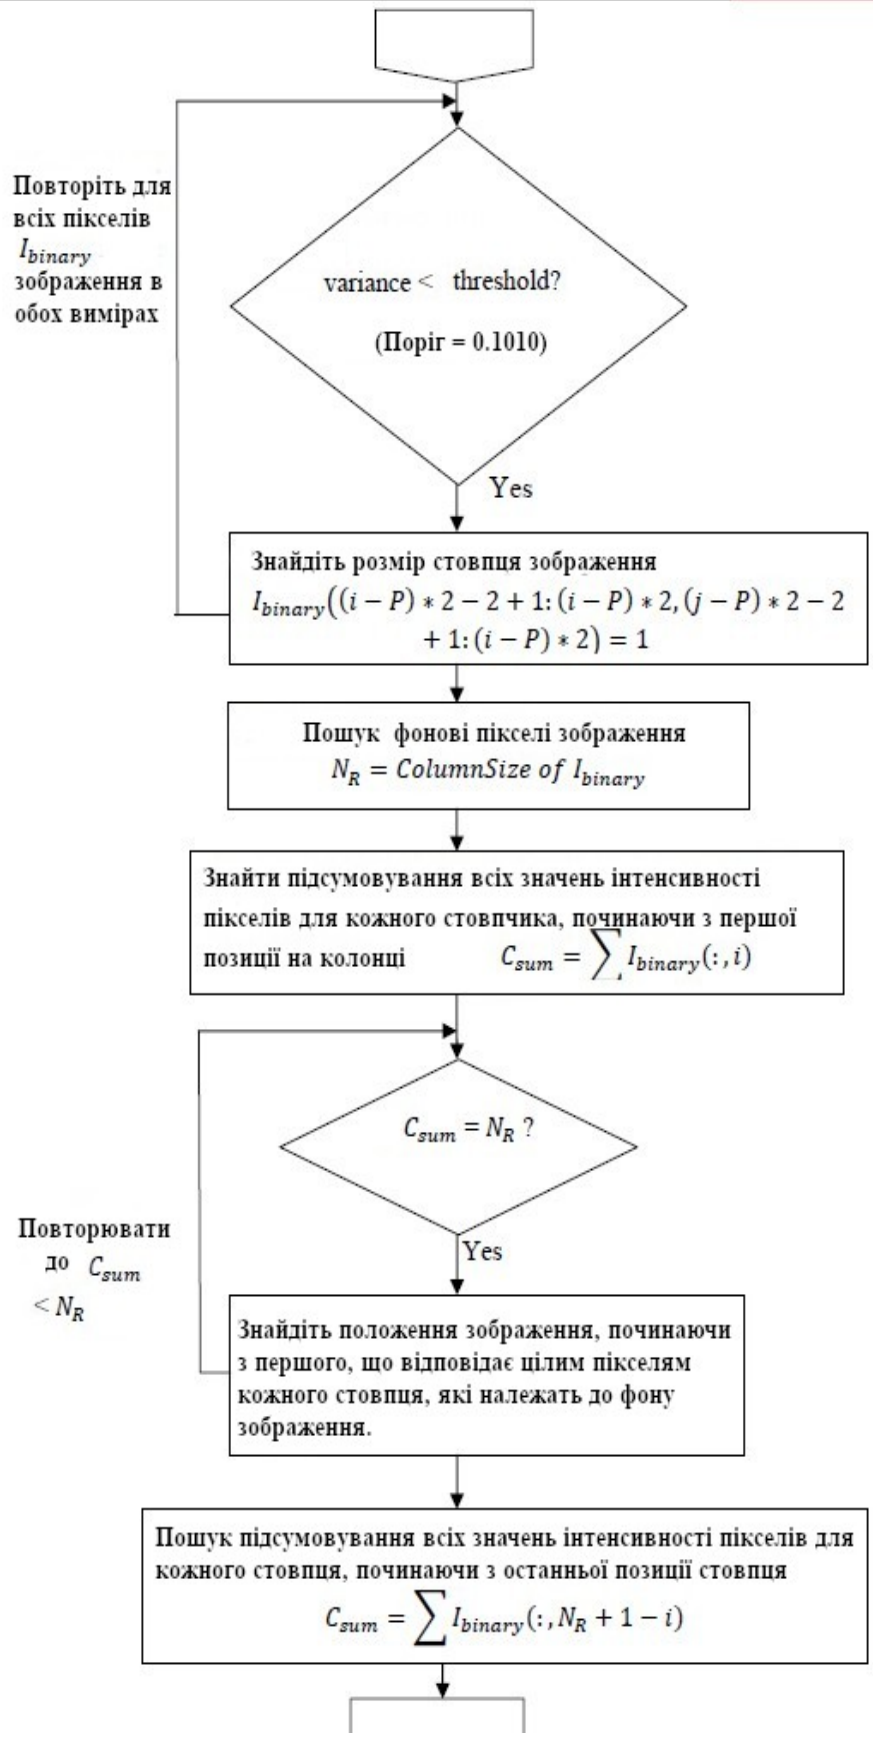 Повторіть для
всіх пікселів
I_binary
зображення в
обох вимірах
variance < threshold?
(Поріг = 0.1010)
Yes
Знайдіть розмір стовпця зображення
I_binary((i − P) ∗ 2 − 2 + 1: (i − P) ∗ 2, (j − P) ∗ 2 − 2
+ 1: (i − P) ∗ 2) = 1
Пошук фонові пікселі зображення
N_R = ColumnSize of I_binary
Знайти підсумовування всіх значень інтенсивності
пікселів для кожного стовпчика, починаючи з першої
позиції на колонці C_sum = ∑ I_binary(: , i)
C_sum = N_R ?
Yes
Повторювати
до C_sum
< N_R
Знайдіть положення зображення, починаючи
з першого, що відповідає цілим пікселям
кожного стовпця, які належать до фону
зображення.
Пошук підсумовування всіх значень інтенсивності пікселів для
кожного стовпця, починаючи з останньої позиції стовпця
C_sum = ∑ I_binary(: , N_R + 1 − i)